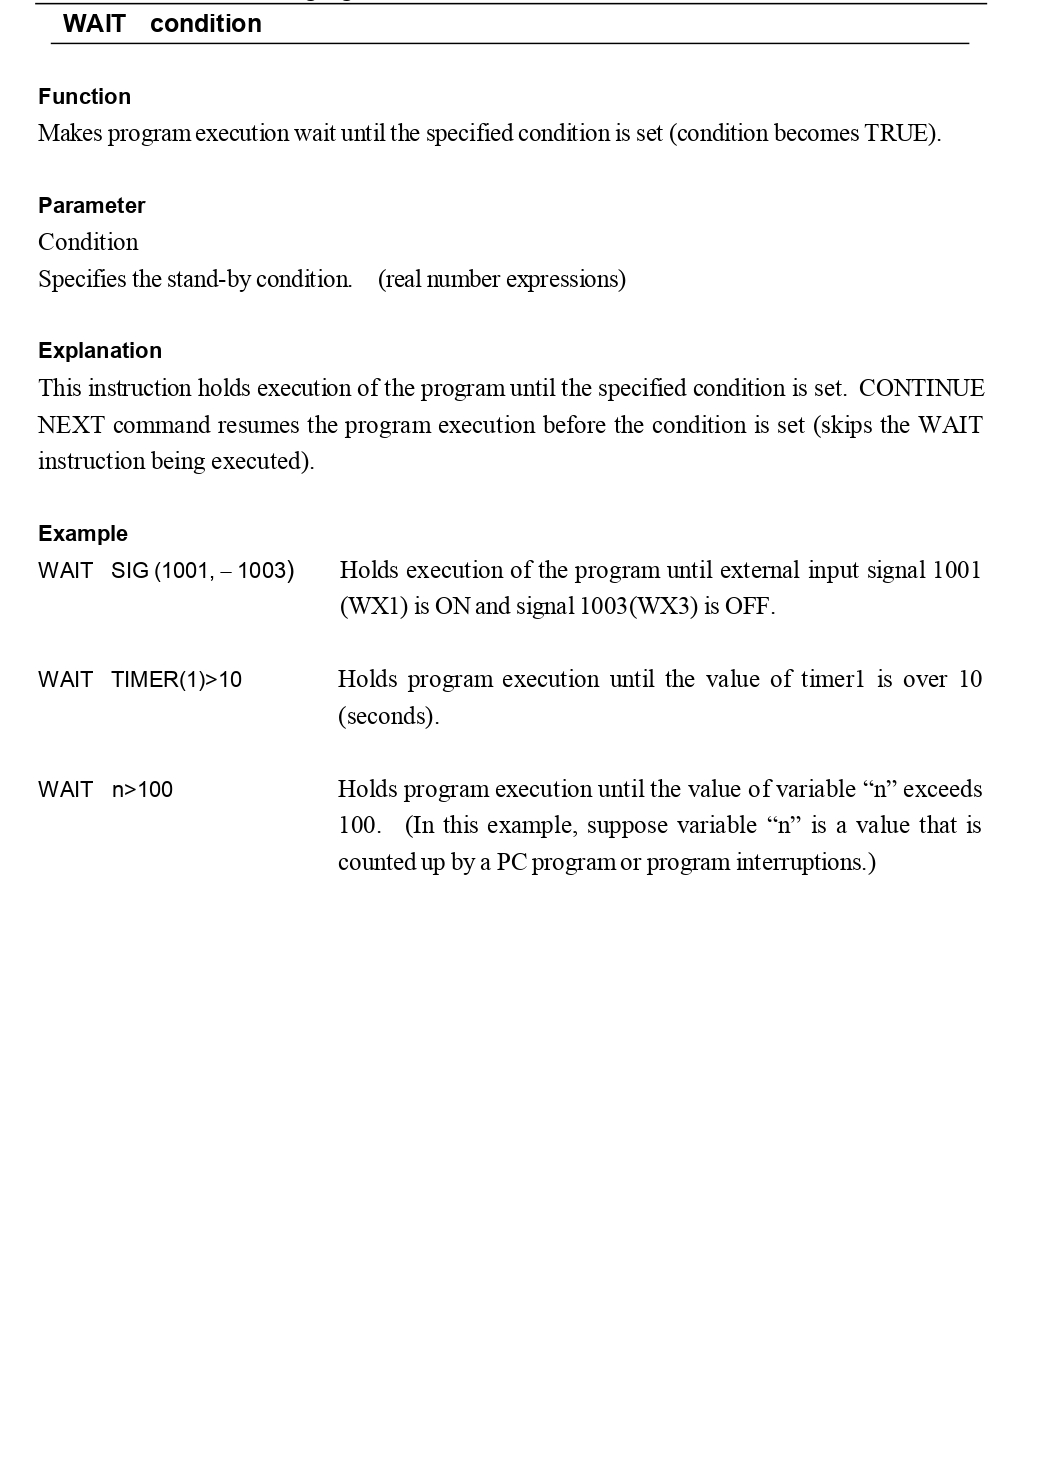 WAIT condition
Function
Makes program execution wait until the specified condition is set (condition becomes TRUE).
Parameter
Condition
Specifies the stand-by condition. (real number expressions)
Explanation
This instruction holds execution of the program until the specified condition is set. CONTINUE
NEXT command resumes the program execution before the condition is set (skips the WAIT
instruction being executed).
Example
WAIT SIG (1001, – 1003) Holds execution of the program until external input signal 1001
(WX1) is ON and signal 1003(WX3) is OFF.
WAIT TIMER(1)>10 Holds program execution until the value of timer1 is over 10
(seconds).
WAIT n>100 Holds program execution until the value of variable “n” exceeds
100. (In this example, suppose variable “n” is a value that is
counted up by a PC program or program interruptions.)